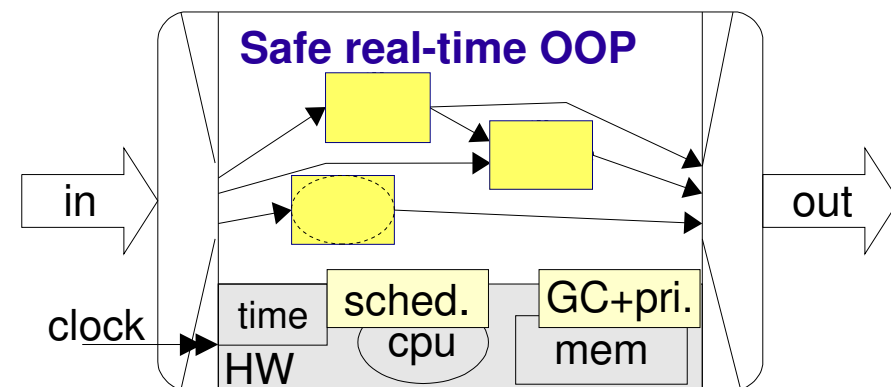 Safe real-time OOP
in
out
clock
time
sched.
GC+pri.
cpu
mem
HW